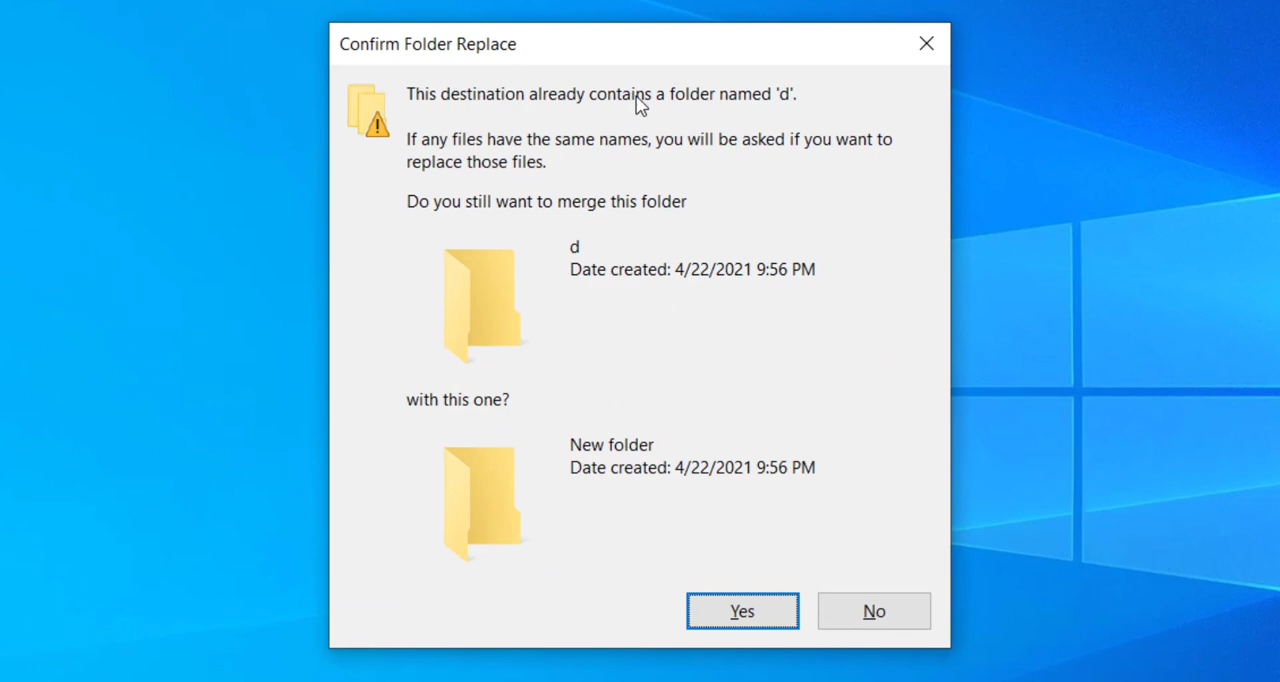 Confirm Folder Replace
This destination already contains a folder named 'd'.
If any files have the same names, you will be asked if you want to
replace those files.
Do you still want to merge this folder
d
Date created: 4/22/2021 9:56 PM
with this one?
New folder
Date created: 4/22/2021 9:56 PM
Yes
No